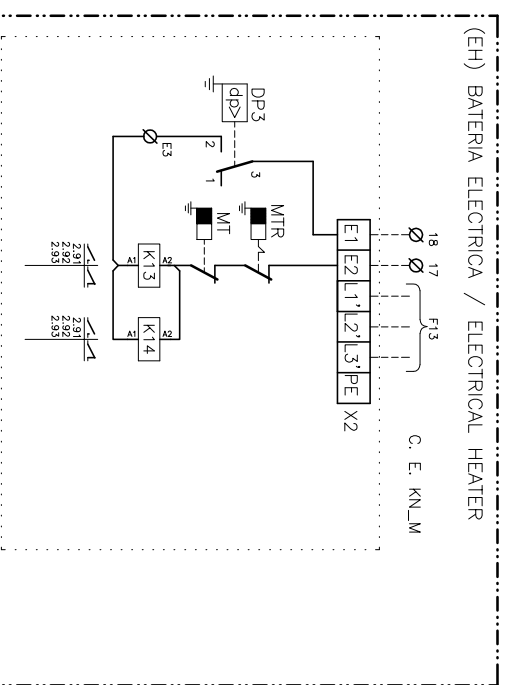 (EH) BATERIA ELECTRICA / ELECTRICAL HEATER
C. E. KN_M
18
17
F13
E1
E2
L1'
L2'
L3'
PE
X2
DP3
dp>
3
2
1
E3
MTR
MT
A2
K13
A1
A2
K14
A1
2.91
2.92
2.93
2.91
2.92
2.93